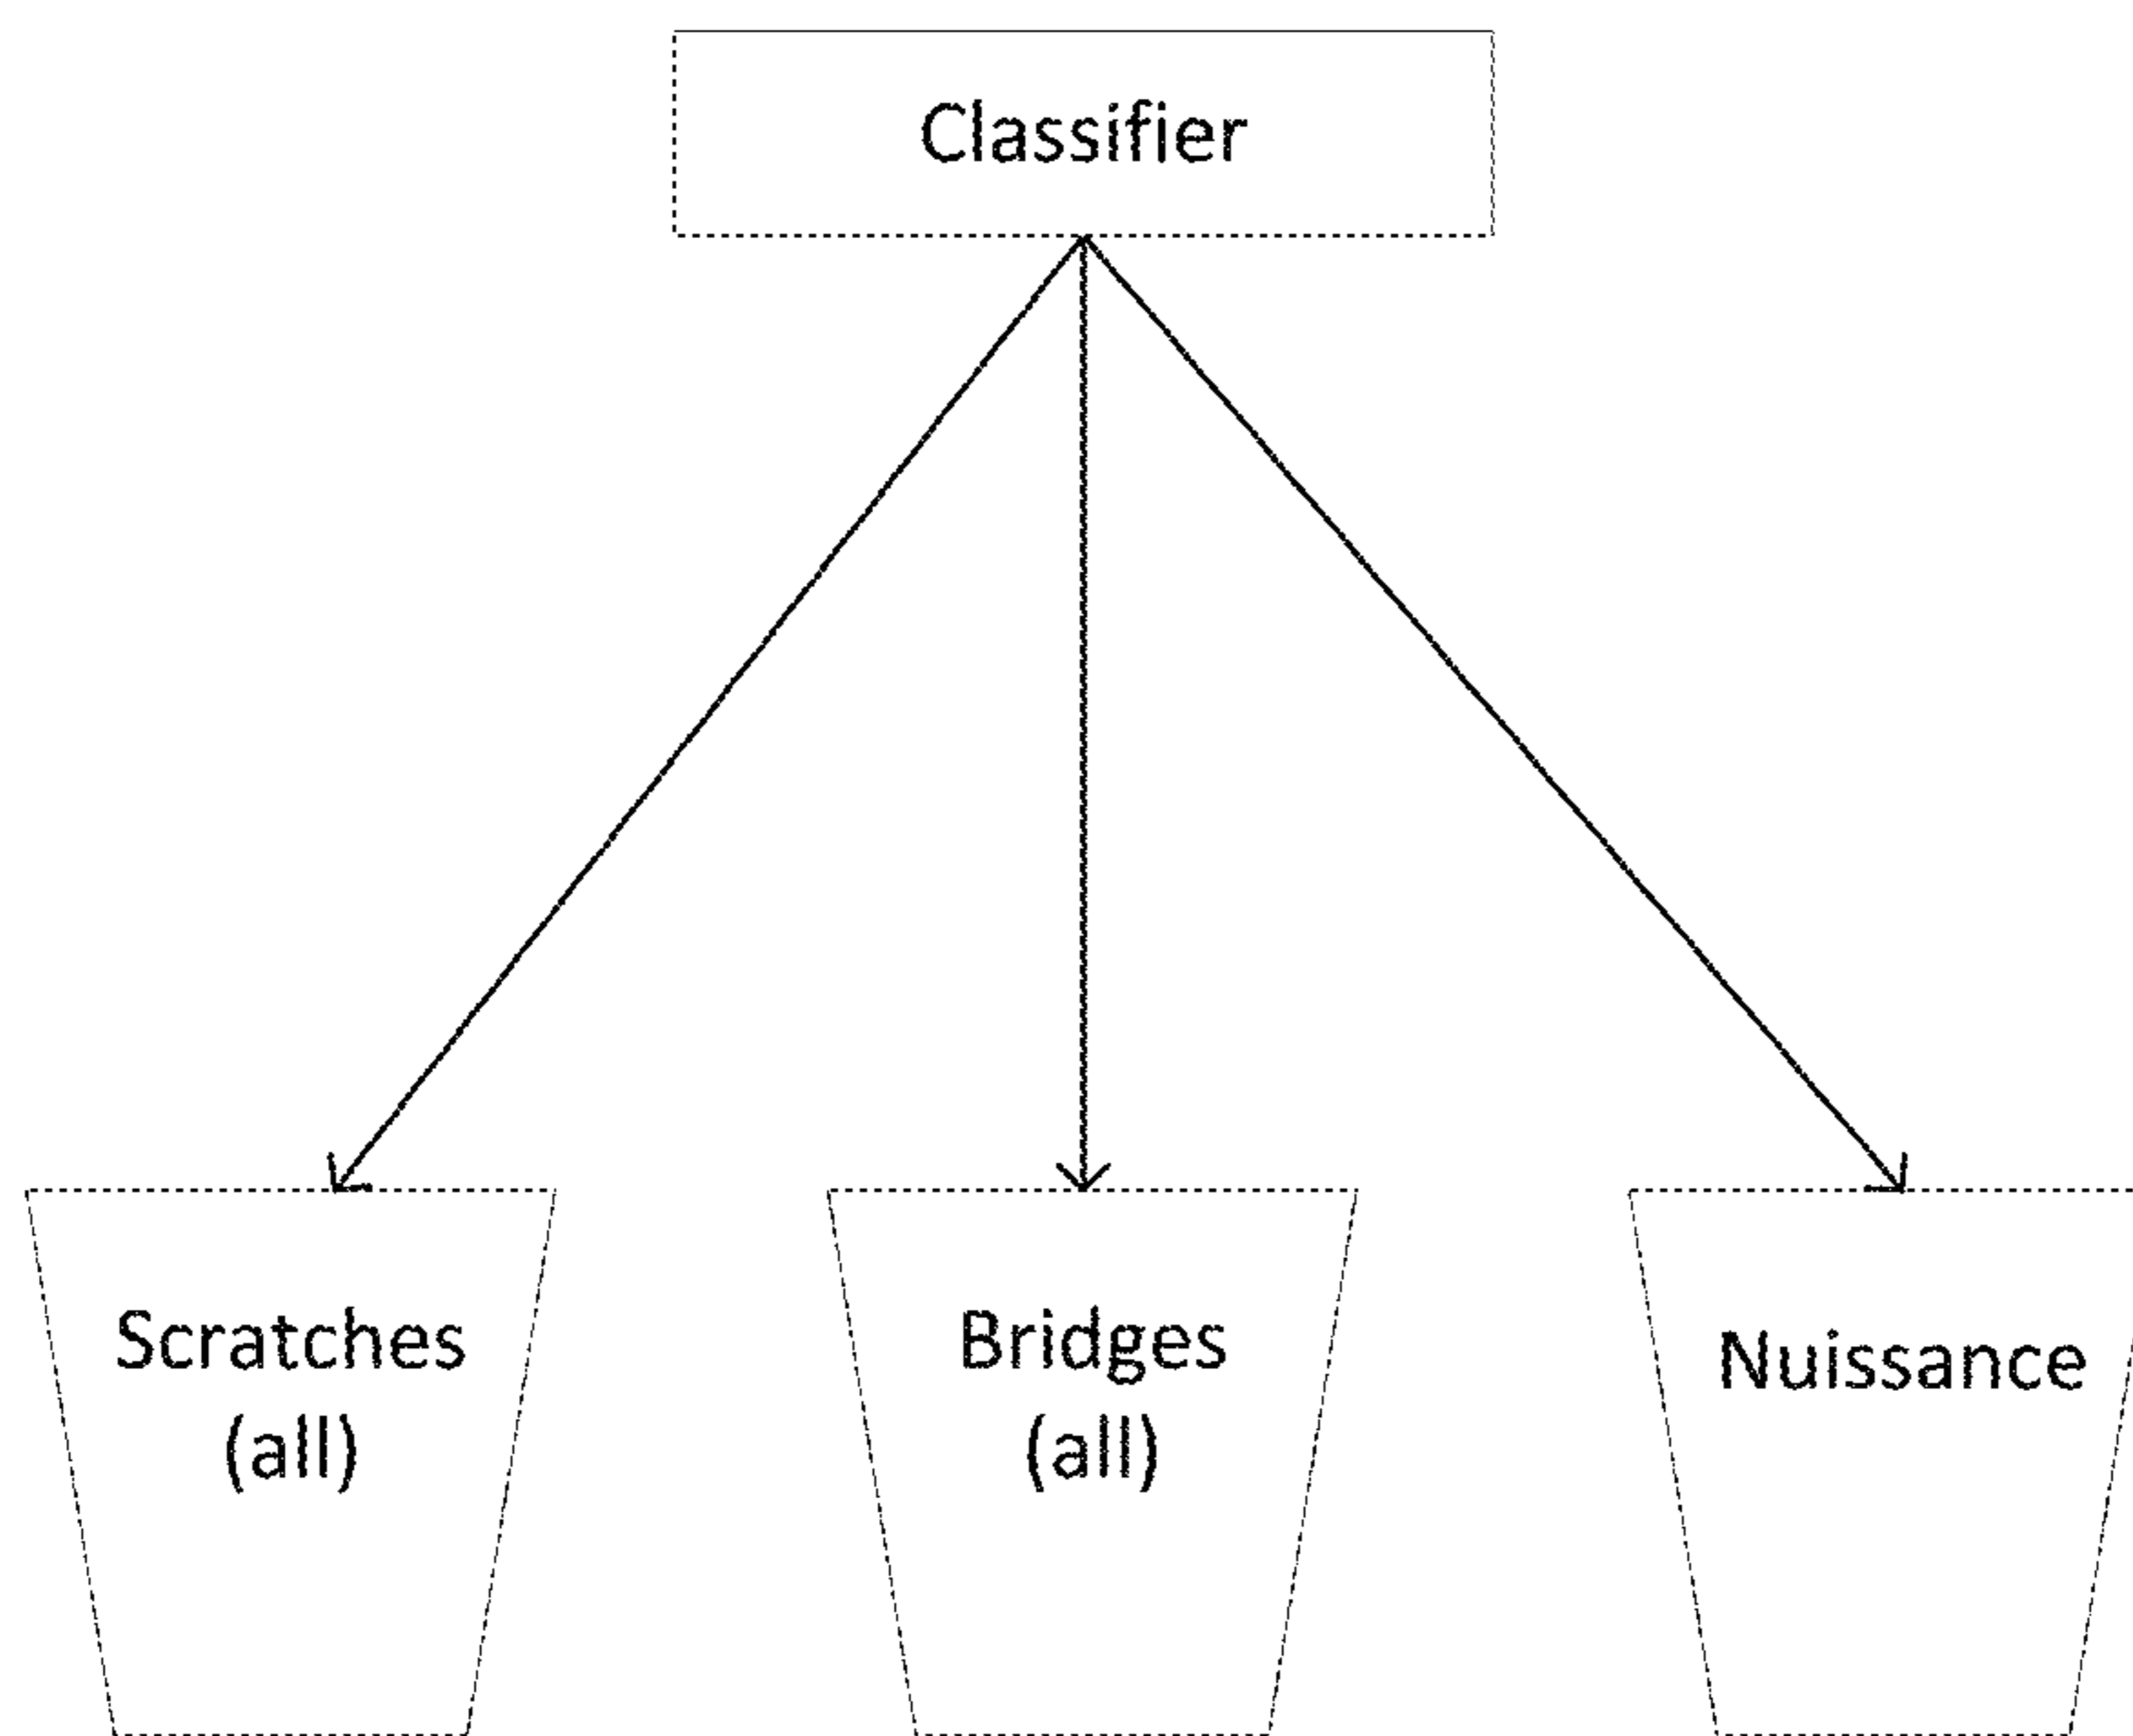 Classifier
Scratches
(all)
Bridges
(all)
Nuissance